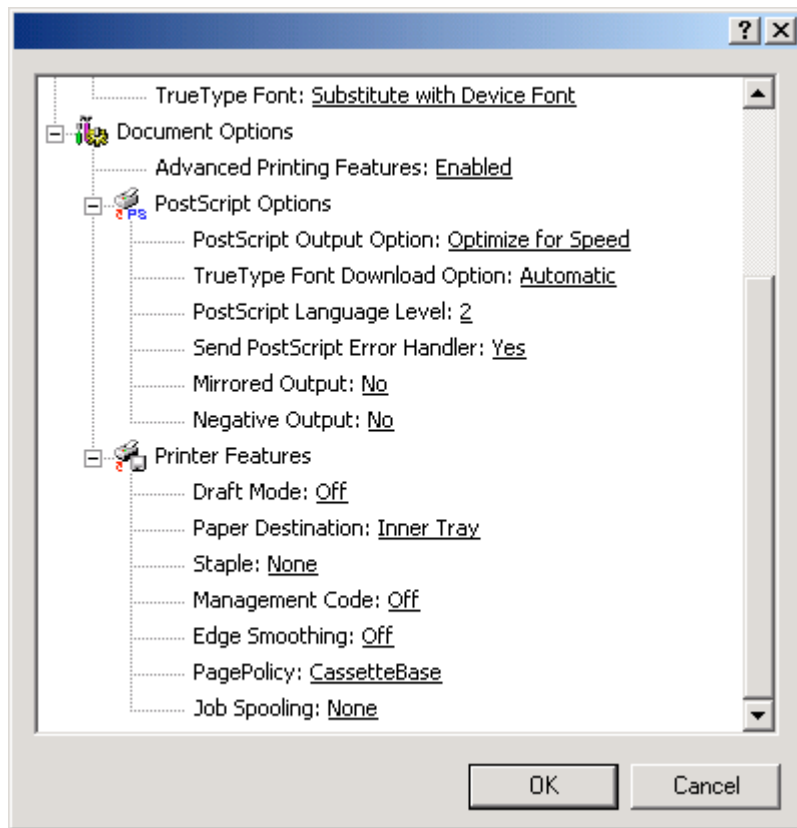 TrueType Font: Substitute with Device Font
Document Options
Advanced Printing Features: Enabled
PS
PostScript Options
PostScript Output Option: Optimize for Speed
TrueType Font Download Option: Automatic
PostScript Language Level: 2
Send PostScript Error Handler: Yes
Mirrored Output: No
Negative Output: No
Printer Features
Draft Mode: Off
Paper Destination: Inner Tray
Staple: None
Management Code: Off
Edge Smoothing: Off
PagePolicy: CassetteBase
Job Spooling: None
OK Cancel